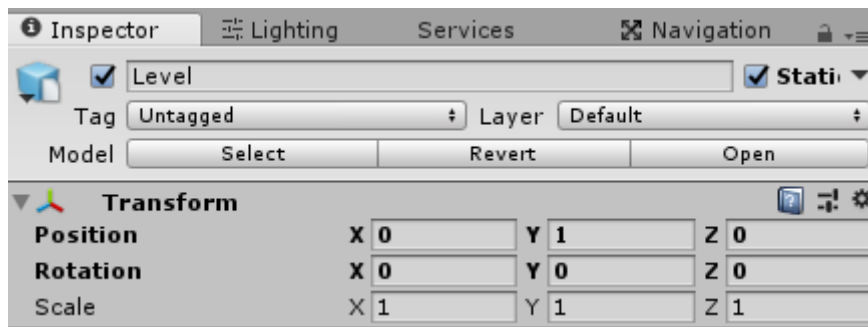 Inspector Lighting Services Navigation
Level Stati
Tag Untagged Layer Default
Model Select Revert Open
Transform
Position X 0 Y 1 Z 0
Rotation X 0 Y 0 Z 0
Scale X 1 Y 1 Z 1